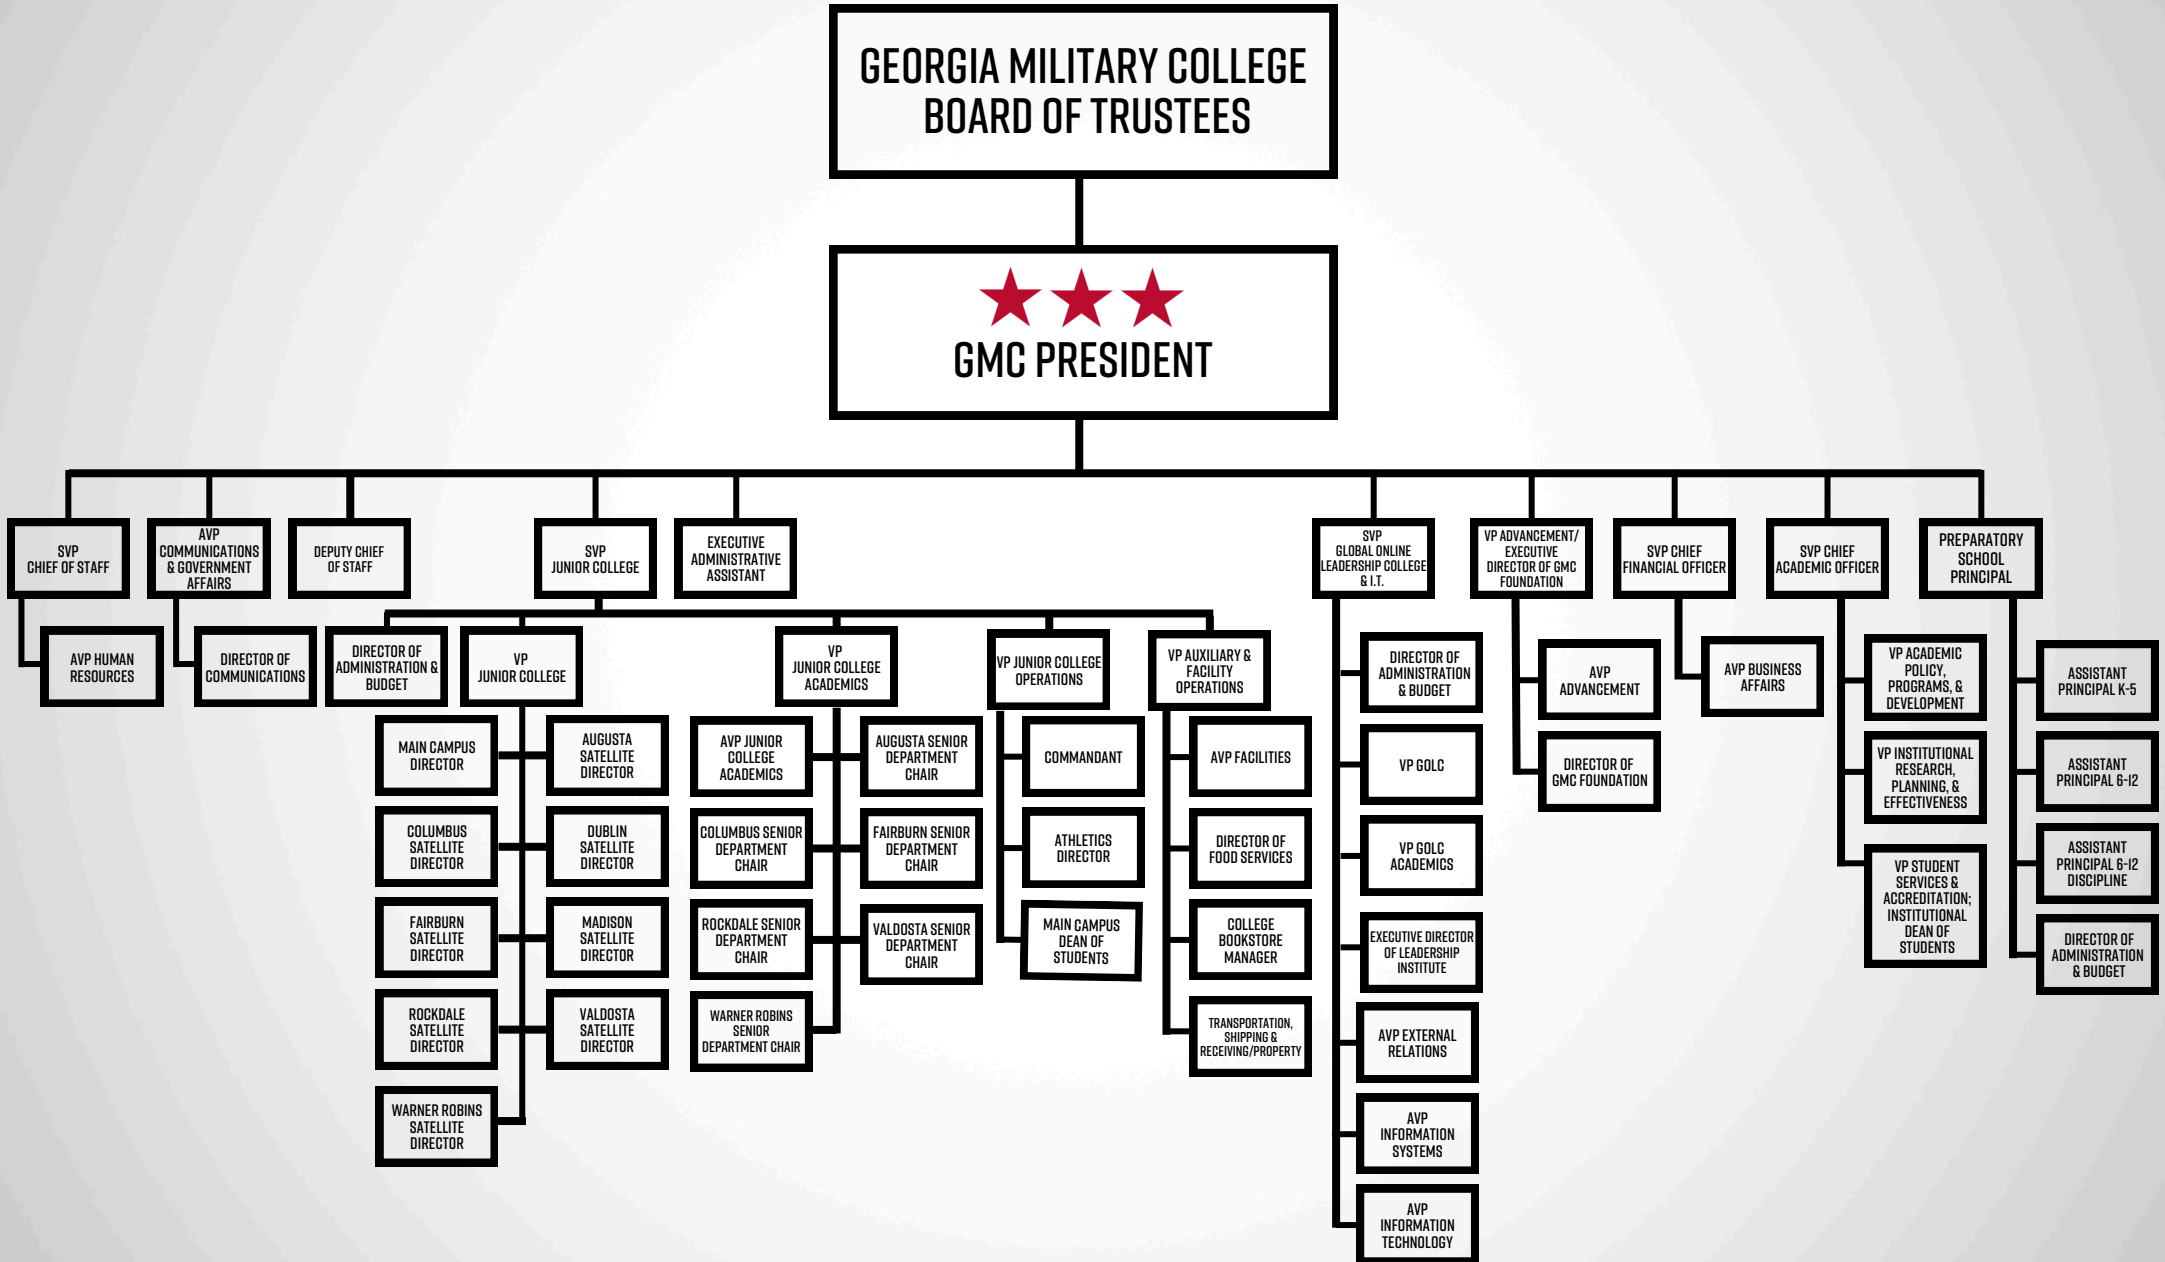 GEORGIA MILITARY COLLEGE
BOARD OF TRUSTEES
GMC PRESIDENT
SVP
CHIEF OF STAFF
AVP
COMMUNICATIONS
& GOVERNMENT
AFFAIRS
DEPUTY CHIEF
OF STAFF
SVP
JUNIOR COLLEGE
EXECUTIVE
ADMINISTRATIVE
ASSISTANT
SVP
GLOBAL ONLINE
LEADERSHIP COLLEGE
& I.T.
VP ADVANCEMENT/
EXECUTIVE
DIRECTOR OF GMC
FOUNDATION
SVP CHIEF
FINANCIAL OFFICER
SVP CHIEF
ACADEMIC OFFICER
PREPARATORY
SCHOOL
PRINCIPAL
AVP HUMAN
RESOURCES
DIRECTOR OF
COMMUNICATIONS
DIRECTOR OF
ADMINISTRATION &
BUDGET
VP
JUNIOR COLLEGE
VP
JUNIOR COLLEGE
ACADEMICS
VP JUNIOR COLLEGE
OPERATIONS
VP AUXILIARY &
FACILITY
OPERATIONS
MAIN CAMPUS
DIRECTOR
AUGUSTA
SATELLITE
DIRECTOR
COLUMBUS
SATELLITE
DIRECTOR
DUBLIN
SATELLITE
DIRECTOR
FAIRBURN
SATELLITE
DIRECTOR
MADISON
SATELLITE
DIRECTOR
ROCKDALE
SATELLITE
DIRECTOR
VALDOSTA
SATELLITE
DIRECTOR
WARNER ROBINS
SATELLITE
DIRECTOR
AVP JUNIOR
COLLEGE
ACADEMICS
AUGUSTA SENIOR
DEPARTMENT
CHAIR
COLUMBUS SENIOR
DEPARTMENT
CHAIR
FAIRBURN SENIOR
DEPARTMENT
CHAIR
ROCKDALE SENIOR
DEPARTMENT
CHAIR
VALDOSTA SENIOR
DEPARTMENT
CHAIR
WARNER ROBINS
SENIOR
DEPARTMENT CHAIR
COMMANDANT
ATHLETICS
DIRECTOR
MAIN CAMPUS
DEAN OF
STUDENTS
AVP FACILITIES
DIRECTOR OF
FOOD SERVICES
COLLEGE
BOOKSTORE
MANAGER
TRANSPORTATION,
SHIPPING &
RECEIVING/PROPERTY
DIRECTOR OF
ADMINISTRATION
& BUDGET
VP GOLC
VP GOLC
ACADEMICS
EXECUTIVE DIRECTOR
OF LEADERSHIP
INSTITUTE
AVP EXTERNAL
RELATIONS
AVP
INFORMATION
SYSTEMS
AVP
INFORMATION
TECHNOLOGY
AVP
ADVANCEMENT
DIRECTOR OF
GMC FOUNDATION
AVP BUSINESS
AFFAIRS
VP ACADEMIC
POLICY,
PROGRAMS, &
DEVELOPMENT
VP INSTITUTIONAL
RESEARCH,
PLANNING, &
EFFECTIVENESS
VP STUDENT
SERVICES &
ACCREDITATION;
INSTITUTIONAL
DEAN OF
STUDENTS
ASSISTANT
PRINCIPAL K-5
ASSISTANT
PRINCIPAL 6-12
ASSISTANT
PRINCIPAL 6-12
DISCIPLINE
DIRECTOR OF
ADMINISTRATION
& BUDGET